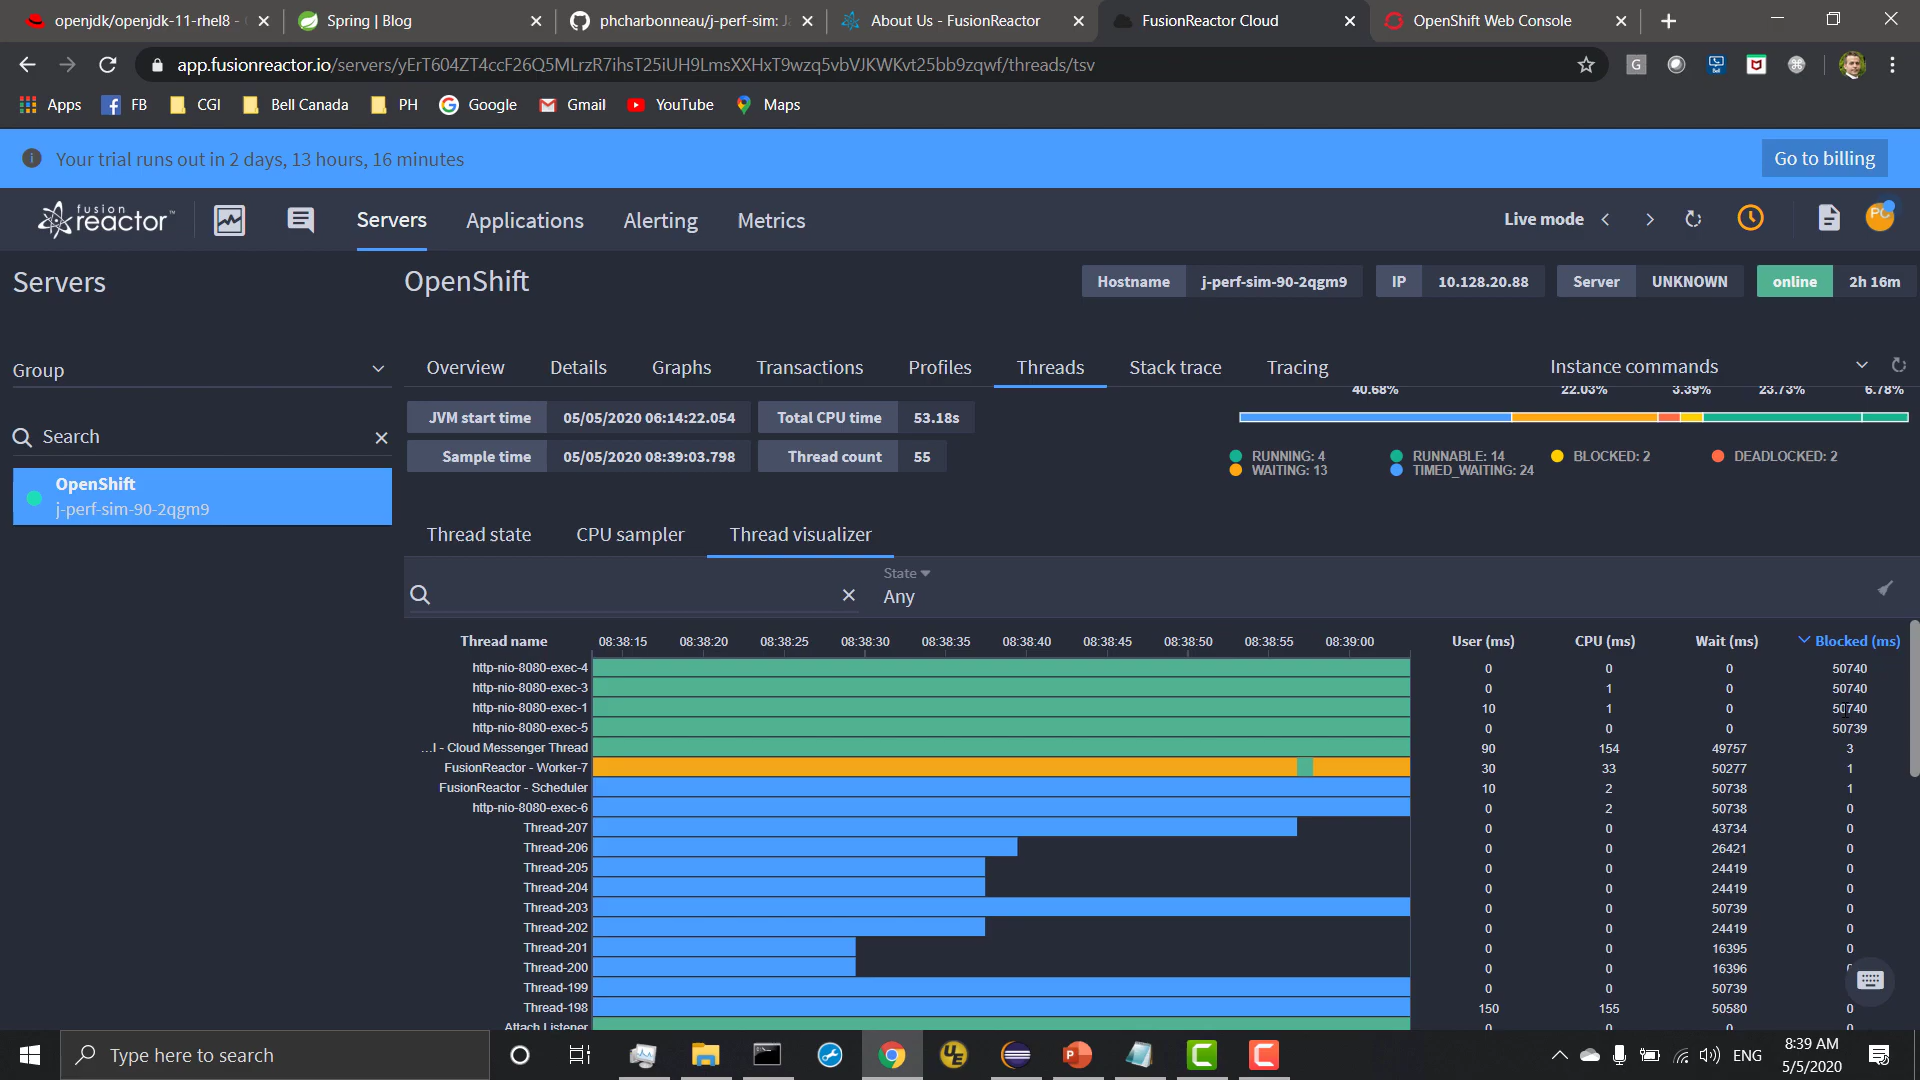 openjdk/openjdk-11-rhel8 -
Spring | Blog
phcharbonneau/j-perf-sim: J
About Us - FusionReactor
FusionReactor Cloud
OpenShift Web Console
app.fusionreactor.io/servers/yErT604ZT4ccF26Q5MLrzR7ihsT25iUH9LmsXXHxT9wzq5vbVJKWKvt25bb9zqwf/threads/tsv
Apps FB CGI Bell Canada PH Google Gmail YouTube Maps
Your trial runs out in 2 days, 13 hours, 16 minutes
Go to billing
fusion reactor Servers Applications Alerting Metrics Live mode PC
Servers
OpenShift
Hostname j-perf-sim-90-2qgm9 IP 10.128.20.88 Server UNKNOWN online 2h 16m
Group
Overview Details Graphs Transactions Profiles Threads Stack trace Tracing Instance commands
40.68% 22.03% 3.39% 23.73% 6.78%
JVM start time 05/05/2020 06:14:22.054 Total CPU time 53.18s
Search
Sample time 05/05/2020 08:39:03.798 Thread count 55
RUNNING: 4 RUNNABLE: 14 BLOCKED: 2 DEADLOCKED: 2
WAITING: 13 TIMED_WAITING: 24
OpenShift
j-perf-sim-90-2qgm9
Thread state CPU sampler Thread visualizer
State
Any
Thread name 08:38:15 08:38:20 08:38:25 08:38:30 08:38:35 08:38:40 08:38:45 08:38:50 08:38:55 08:39:00 User (ms) CPU (ms) Wait (ms) Blocked (ms)
http-nio-8080-exec-4 0 0 0 50740
http-nio-8080-exec-3 0 1 0 50740
http-nio-8080-exec-1 10 1 0 50740
http-nio-8080-exec-5 0 0 0 50739
...l - Cloud Messenger Thread 90 154 49757 3
FusionReactor - Worker-7 30 33 50277 1
FusionReactor - Scheduler 10 2 50738 1
http-nio-8080-exec-6 0 2 50738 0
Thread-207 0 0 43734 0
Thread-206 0 0 26421 0
Thread-205 0 0 24419 0
Thread-204 0 0 24419 0
Thread-203 0 0 50739 0
Thread-202 0 0 24419 0
Thread-201 0 0 16395 0
Thread-200 0 0 16396 0
Thread-199 0 0 50739
Thread-198 150 155 50580 0
Attach Listener
Type here to search
ENG
8:39 AM
5/5/2020